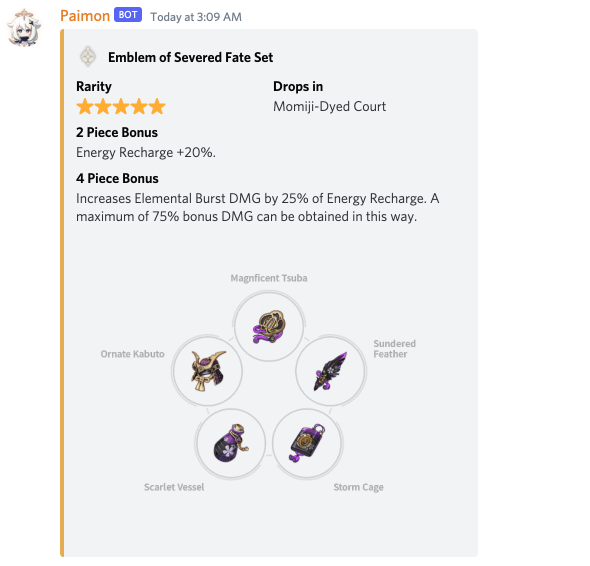 Paimon BOT Today at 3:09 AM
Emblem of Severed Fate Set
Rarity
Drops in
Momiji-Dyed Court
2 Piece Bonus
Energy Recharge +20%.
4 Piece Bonus
Increases Elemental Burst DMG by 25% of Energy Recharge. A
maximum of 75% bonus DMG can be obtained in this way.
Magnficent Tsuba
Ornate Kabuto
Sundered
Feather
Scarlet Vessel
Storm Cage